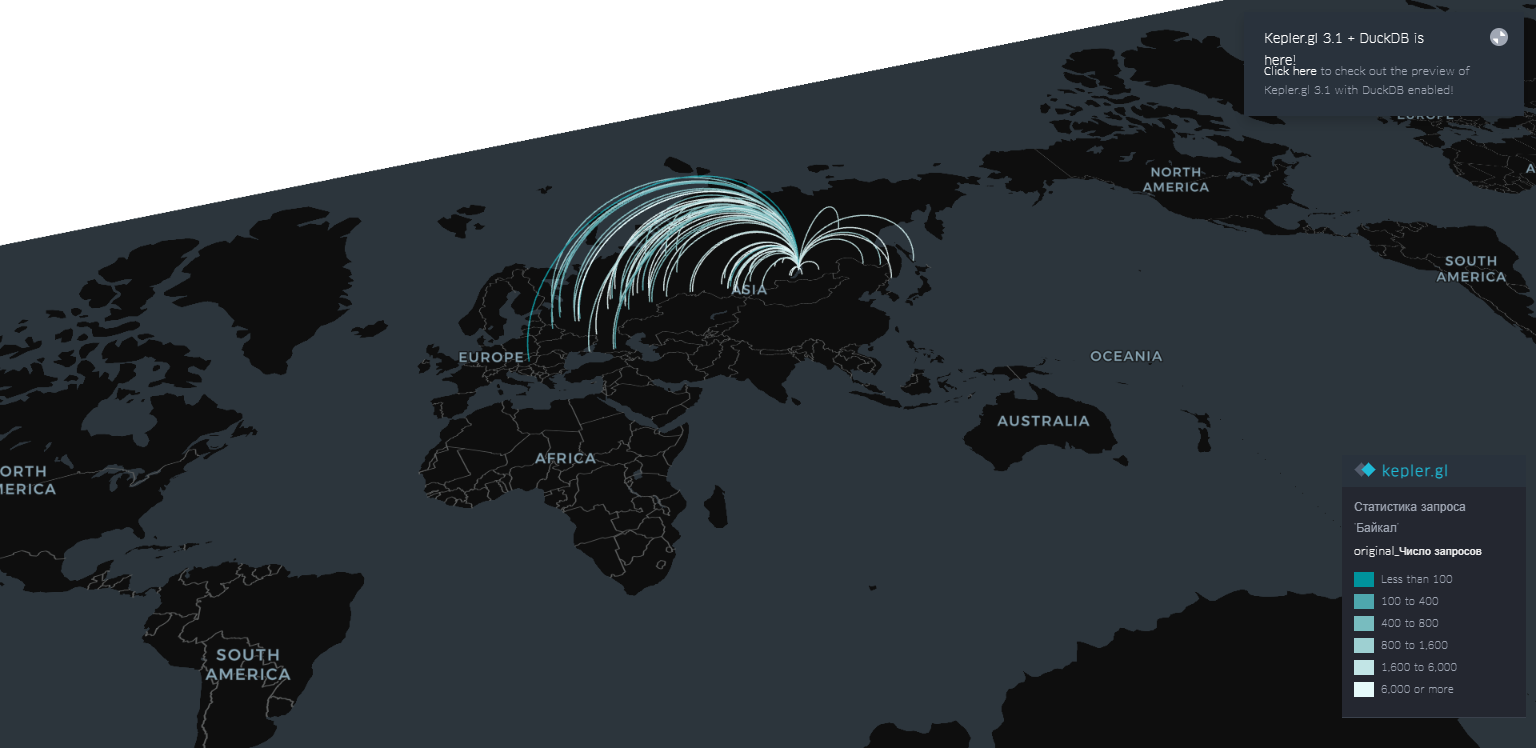 Kepler.gl 3.1 + DuckDB is
here!
Click here to check out the preview of
Kepler.gl 3.1 with DuckDB enabled!
EUROPE
NORTH
AMERICA
A
SOUTH
AMERICA
ASIA
EUROPE
OCEANIA
AUSTRALIA
AFRICA
ORTH
MERICA
SOUTH
AMERICA
kepler.gl
Статистика запроса
'Байкал'
original_Число запросов
Less than 100
100 to 400
400 to 800
800 to 1,600
1,600 to 6,000
6,000 or more